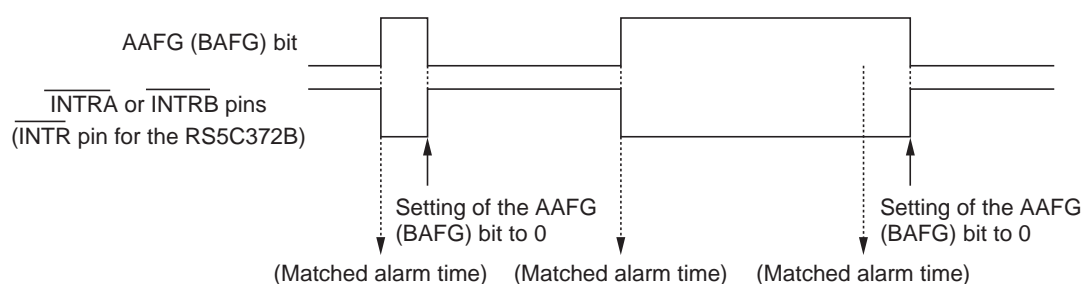 AAFG (BAFG) bit
INTRA or INTRB pins
(INTR pin for the RS5C372B)
Setting of the AAFG
(BAFG) bit to 0
Setting of the AAFG
(BAFG) bit to 0
(Matched alarm time)
(Matched alarm time)
(Matched alarm time)